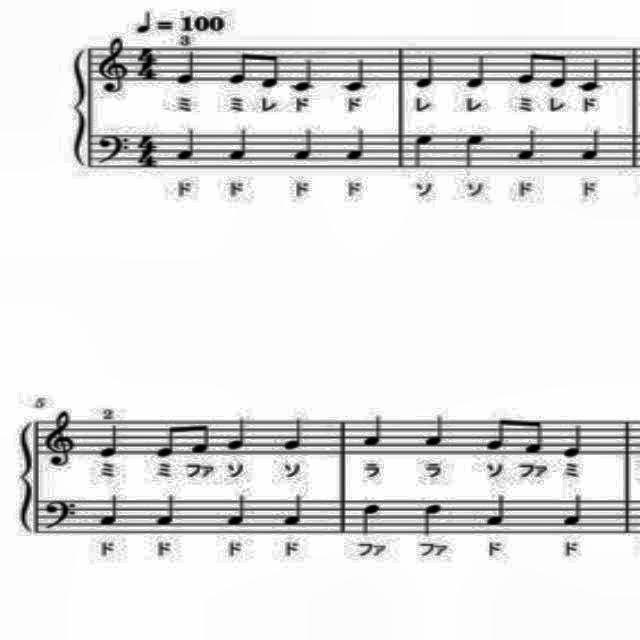 ♩= 100
3
4
4
ミ ミ レ ド ド レ レ ミ レ ド
4
4
ド ド ド ド ソ ソ ド ド
5
2
ミ ミ ファ ソ ソ ラ ラ ソ ファ ミ
ド ド ド ド ファ ファ ド ド